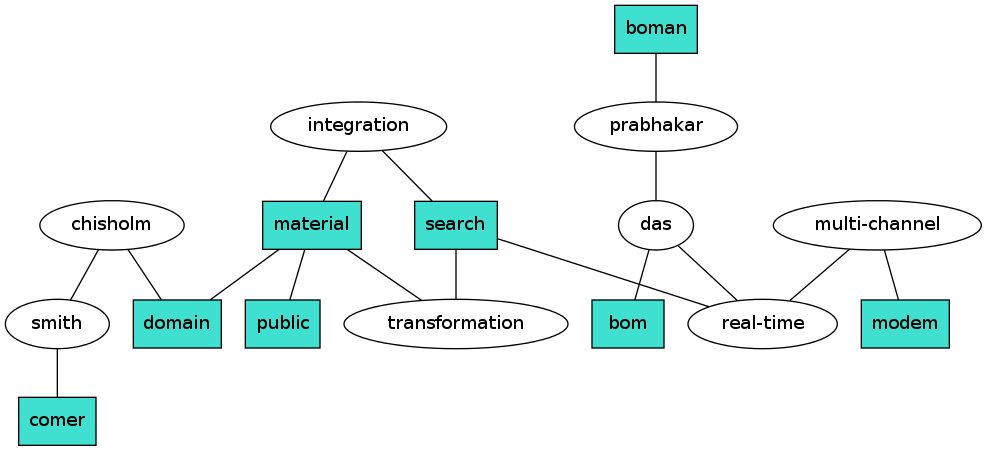 boman
integration
prabhakar
chisholm
material
search
das
multi-channel
smith
domain
public
transformation
bom
real-time
modem
comer